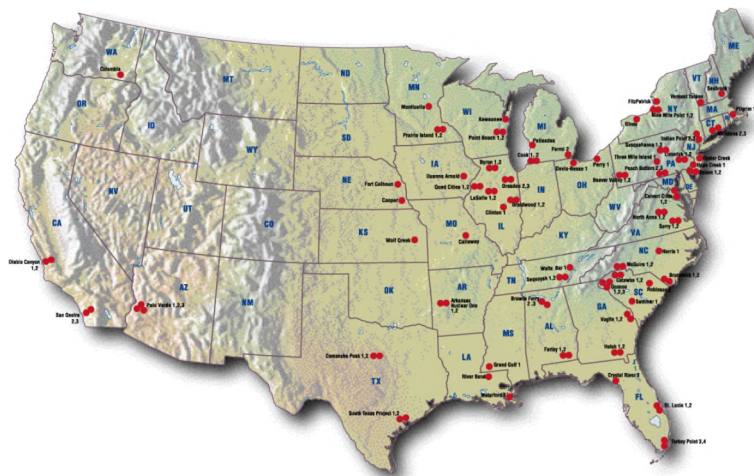 WA
Columbia
MT
ND
MN
ME
VT
NH
Seabrook
OR
ID
Monticello
FitzPatrick
NY
Vermont Yankee
MA
Pilgrim 1
Nine Mile Point 1,2
Ginna
CT
Millstone 2,3
Indian Point 2,3
SD
WI
Kewaunee
Point Beach 1,2
Prairie Island 1,2
MI
Palisades
Fermi 2
Cook 1,2
WY
Susquehanna 1,2
Limerick 1,2
NJ
Oyster Creek
Three Mile Island 1
PA
Hope Creek 1
Salem 1,2
Peach Bottom 2,3
Perry 1
Davis-Besse 1
Beaver Valley 1,2
IA
Duane Arnold
Byron 1,2
Quad Cities 1,2
Dresden 2,3
LaSalle 1,2
Braidwood 1,2
Clinton 1
IL
IN
OH
MD
DE
Calvert Cliffs
1,2
NE
Fort Calhoun
Cooper
NV
UT
CO
CA
WV
VA
North Anna 1,2
Surry 1,2
KS
Wolf Creek
MO
Callaway
KY
Diablo Canyon
1,2
NC
Harris 1
Watts Bar 1
Sequoyah 1,2
TN
McGuire 1,2
Catawba 1,2
Oconee
1,2,3
Brunswick 1,2
Robinson 2
SC
Summer 1
AZ
Palo Verde 1,2,3
NM
OK
AR
Arkansas
Nuclear One
1,2
Browns Ferry
GA
Vogtle 1,2
San Onofre
2,3
MS
AL
Farley 1,2
Hatch 1,2
Comanche Peak 1,2
TX
LA
Grand Gulf 1
River Bend
Waterford 3
Crystal River 3
FL
St. Lucie 1,2
South Texas Project 1,2
Turkey Point 3,4